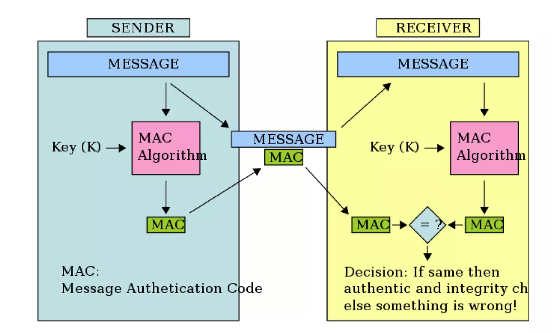 SENDER
RECEIVER
MESSAGE
MESSAGE
Key (K)
MAC
Algorithm
MESSAGE
MAC
Key (K)
MAC
Algorithm
MAC
MAC
= ?
MAC
MAC:
Message Authetication Code
Decision: If same then
authentic and integrity ch
else something is wrong!